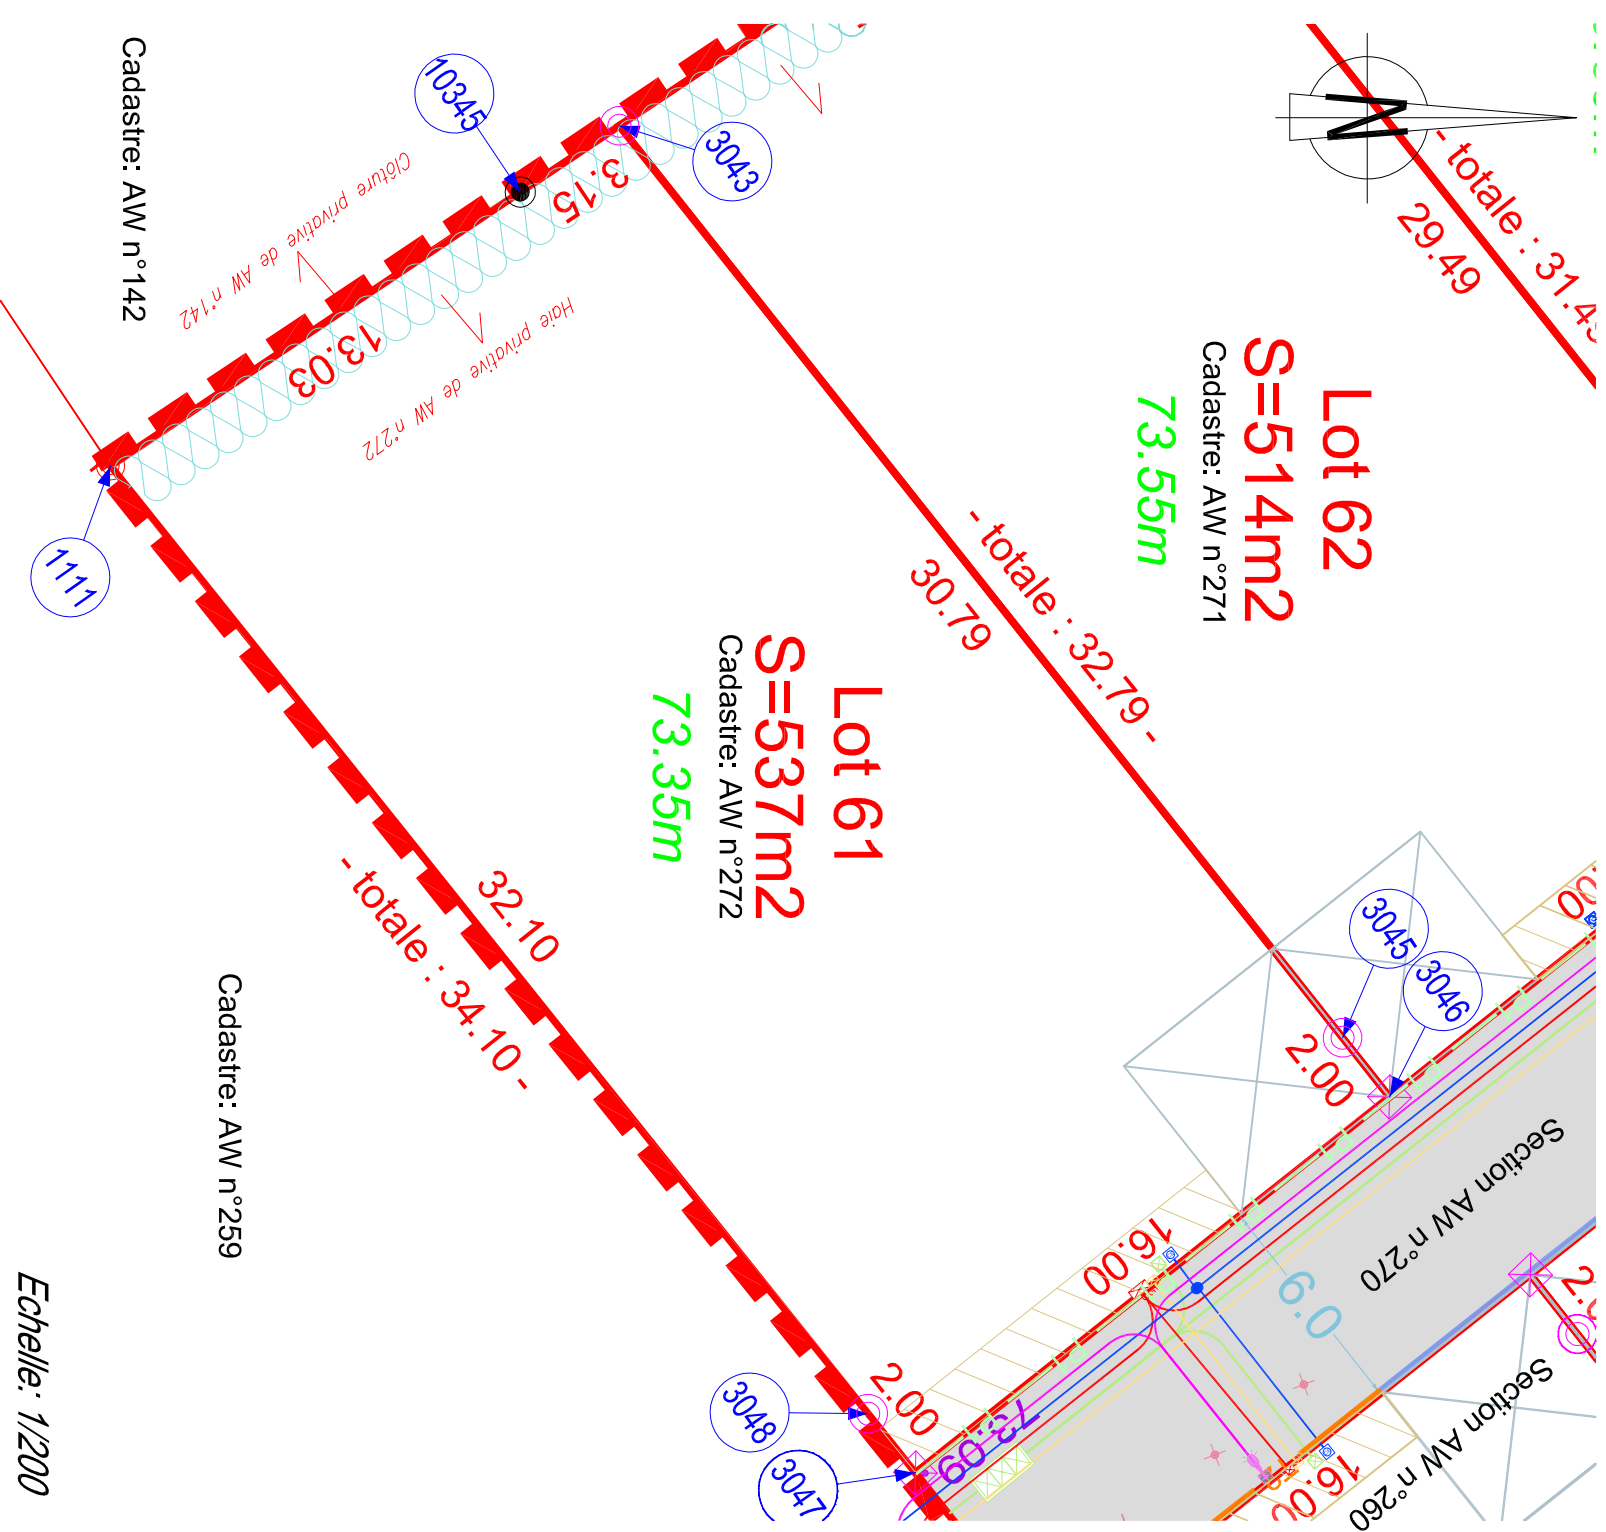 Cadastre: AW n°142
10345
3043
Clôture privative de AW n°142
3.15
13.03
Haie privative de AW n°272
1111
N
- totale : 31.49
29.49
Lot 62
S=514m2
Cadastre: AW n°271
73.55m
- totale : 32.79 -
30.79
Lot 61
S=537m2
Cadastre: AW n°272
73.35m
32.10
- totale : 34.10 -
Cadastre: AW n°259
3045
3046
2.00
Section AW n°270
16.00
6.0
2.00
3048
3047
73.09
16.00
Section AW n°260
Echelle: 1/200